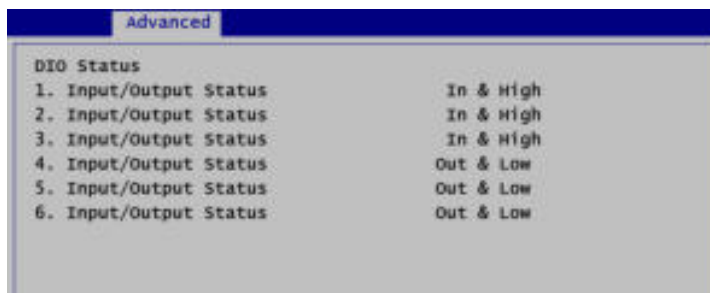 Advanced
DIO Status
1. Input/Output Status In & High
2. Input/Output Status In & High
3. Input/Output Status In & High
4. Input/Output Status Out & Low
5. Input/Output Status Out & Low
6. Input/Output Status Out & Low